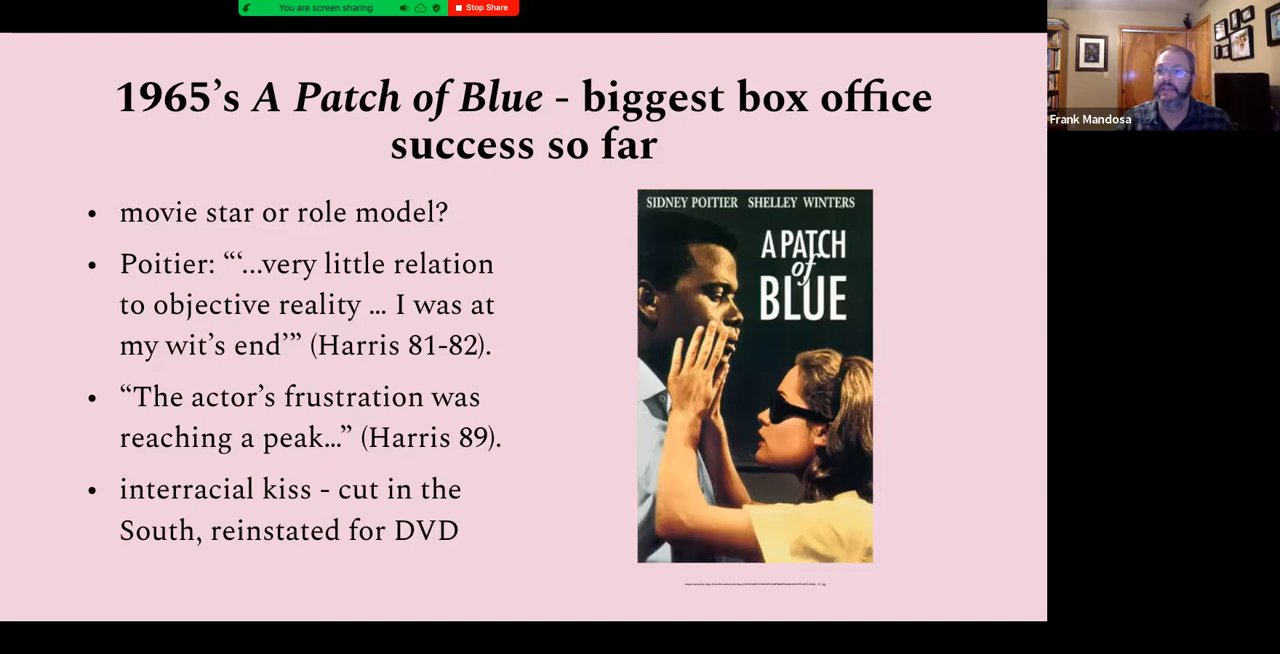 You are screen sharing
Stop Share
1965’s A Patch of Blue - biggest box office
success so far
• movie star or role model?
• Poitier: “‘...very little relation
to objective reality ... I was at
my wit’s end’” (Harris 81-82).
• “The actor’s frustration was
reaching a peak...” (Harris 89).
• interracial kiss - cut in the
South, reinstated for DVD
SIDNEY POITIER SHELLEY WINTERS
A PATCH
of
BLUE
Frank Mandosa